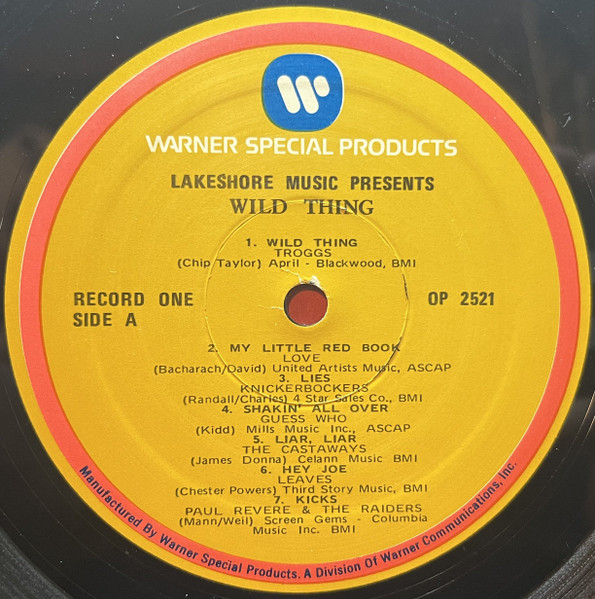 WARNER SPECIAL PRODUCTS
LAKESHORE MUSIC PRESENTS
WILD THING
1. WILD THING
TROGGS
(Chip Taylor) April - Blackwood, BMI
RECORD ONE
SIDE A
OP 2521
2. MY LITTLE RED BOOK
LOVE
(Bacharach/David) United Artists Music, ASCAP
3. LIES
KNICKERBOCKERS
(Randall/Charles) 4 Star Sales Co., BMI
4. SHAKIN' ALL OVER
GUESS WHO
(Kidd) Mills Music Inc., ASCAP
5. LIAR, LIAR
THE CASTAWAYS
(James Donna) Celann Music BMI
6. HEY JOE
LEAVES
(Chester Powers) Third Story Music, BMI
7. KICKS
PAUL REVERE & THE RAIDERS
(Mann/Weil) Screen Gems - Columbia
Music Inc. BMI
Manufactured By Warner Special Products. A Division Of Warner Communications, Inc.